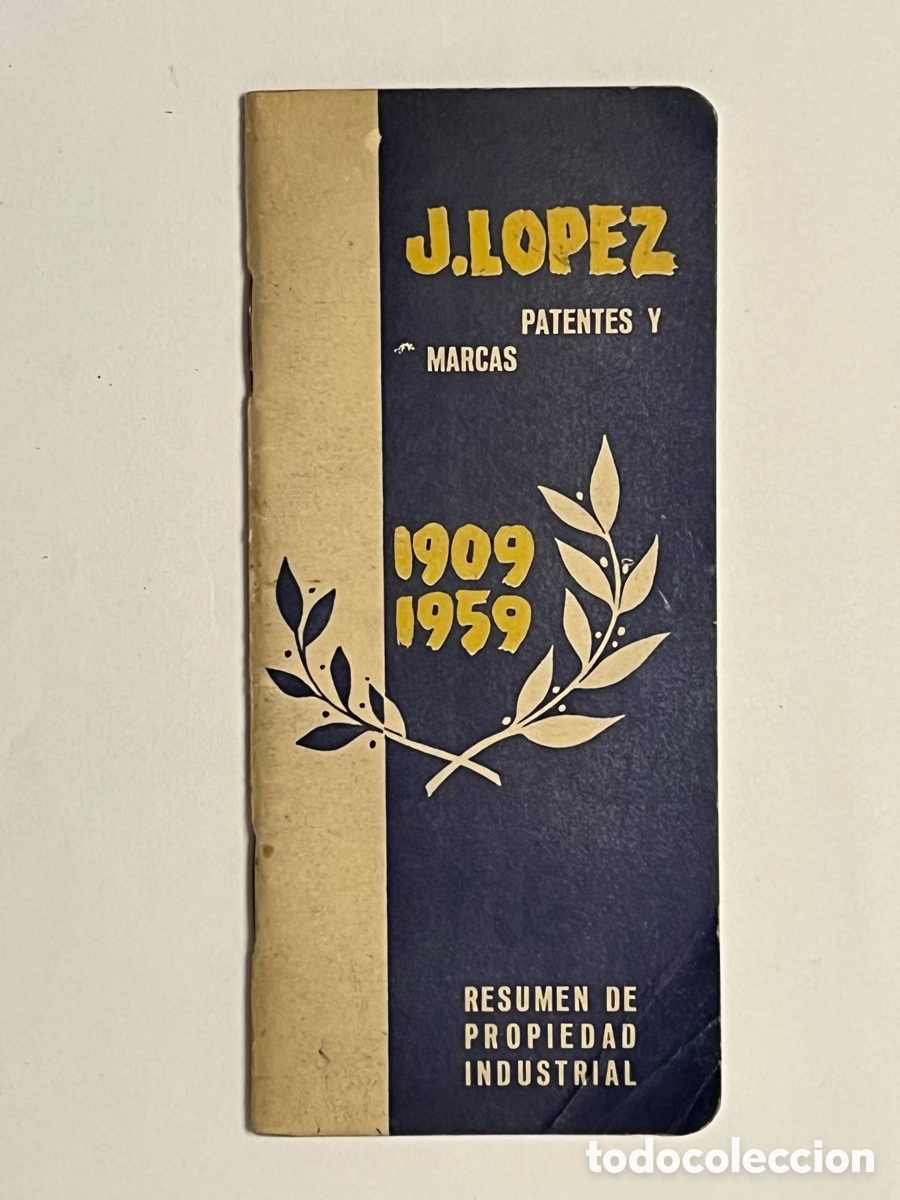 J.LOPEZ
PATENTES Y
MARCAS
1909
1959
RESUMEN DE
PROPIEDAD
INDUSTRIAL
todocoleccion